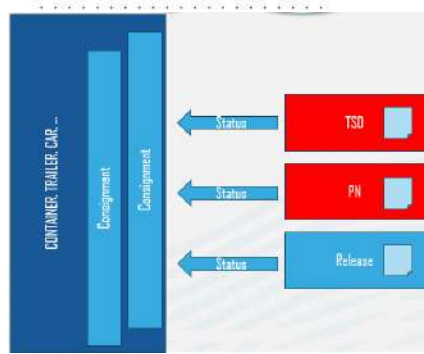 CONTAINER, TRAILER, CAR, ...
Consignment
Consignment
Status
TSD
Status
PN
Status
Release